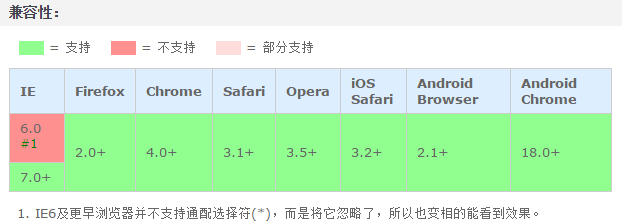 兼容性：
= 支持 = 不支持 = 部分支持
IE Firefox Chrome Safari Opera iOS Safari Android Browser Android Chrome
6.0 #1
2.0+ 4.0+ 3.1+ 3.5+ 3.2+ 2.1+ 18.0+
7.0+
1. IE6及更早浏览器并不支持通配选择符(*)，而是将它忽略了，所以也变相的能看到效果。